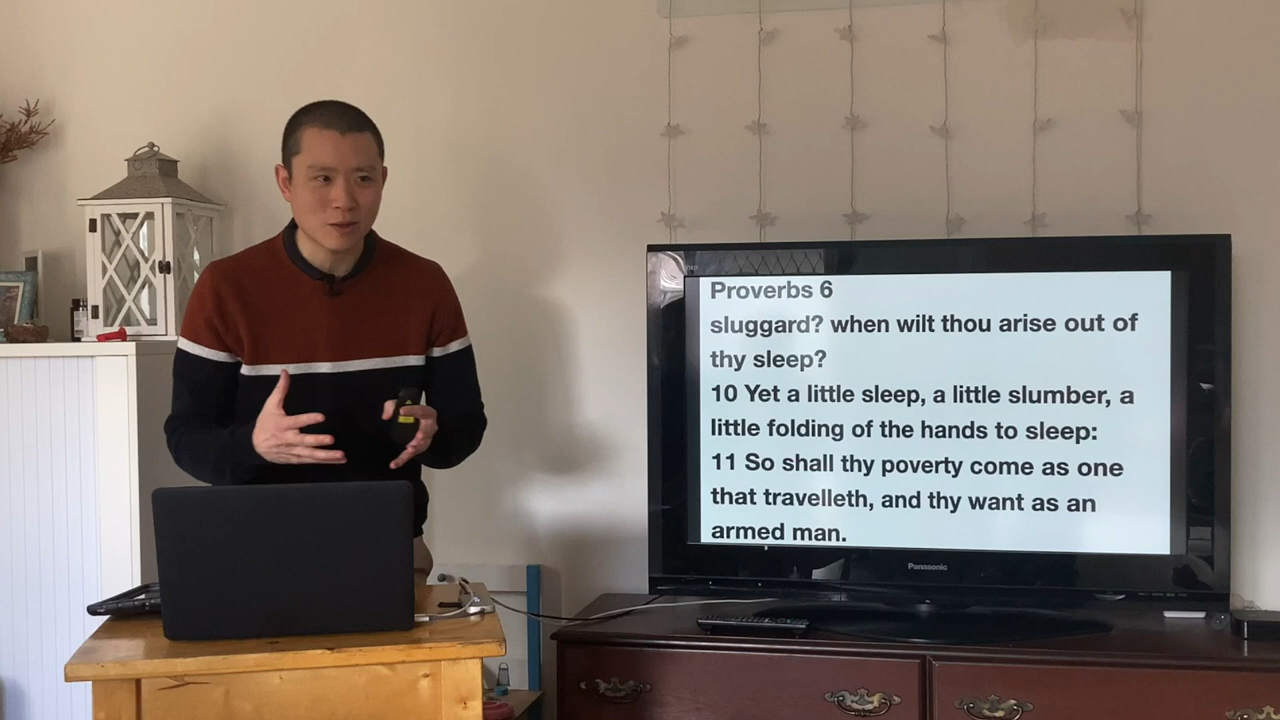 Proverbs 6
sluggard? when wilt thou arise out of
thy sleep?
10 Yet a little sleep, a little slumber, a
little folding of the hands to sleep:
11 So shall thy poverty come as one
that travelleth, and thy want as an
armed man.
Panasonic